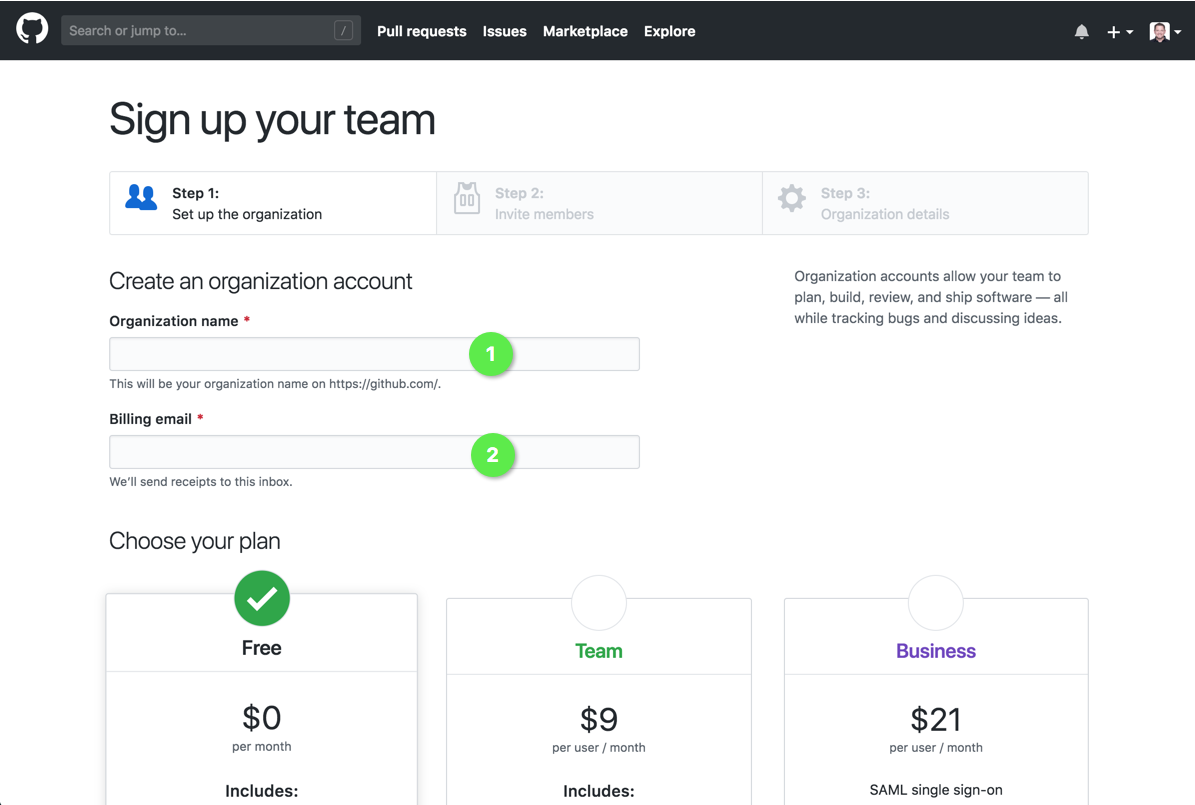 Search or jump to...
/
Pull requests Issues Marketplace Explore
Sign up your team
Step 1:
Set up the organization
Step 2:
Invite members
Step 3:
Organization details
Create an organization account
Organization accounts allow your team to
plan, build, review, and ship software — all
while tracking bugs and discussing ideas.
Organization name *
1
This will be your organization name on https://github.com/.
Billing email *
2
We'll send receipts to this inbox.
Choose your plan
Free
$0
per month
Includes:
Team
$9
per user / month
Includes:
Business
$21
per user / month
SAML single sign-on